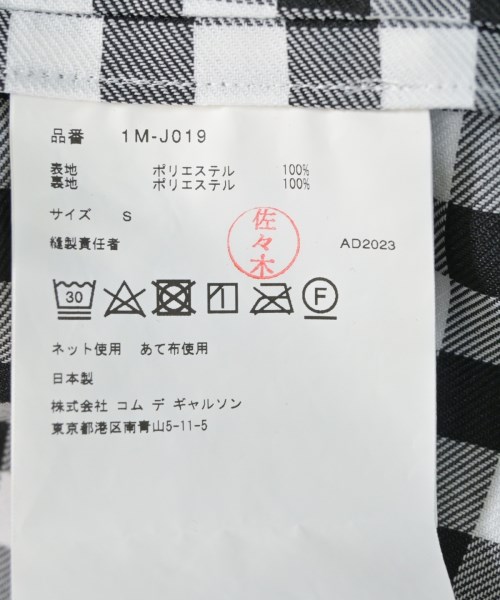 品番 1M-J019
表地 ポリエステル 100%
裏地 ポリエステル 100%
サイズ S
縫製責任者 佐々木 AD2023
30 1 F
ネット使用 あて布使用
日本製
株式会社 コム デ ギャルソン
東京都港区南青山5-11-5